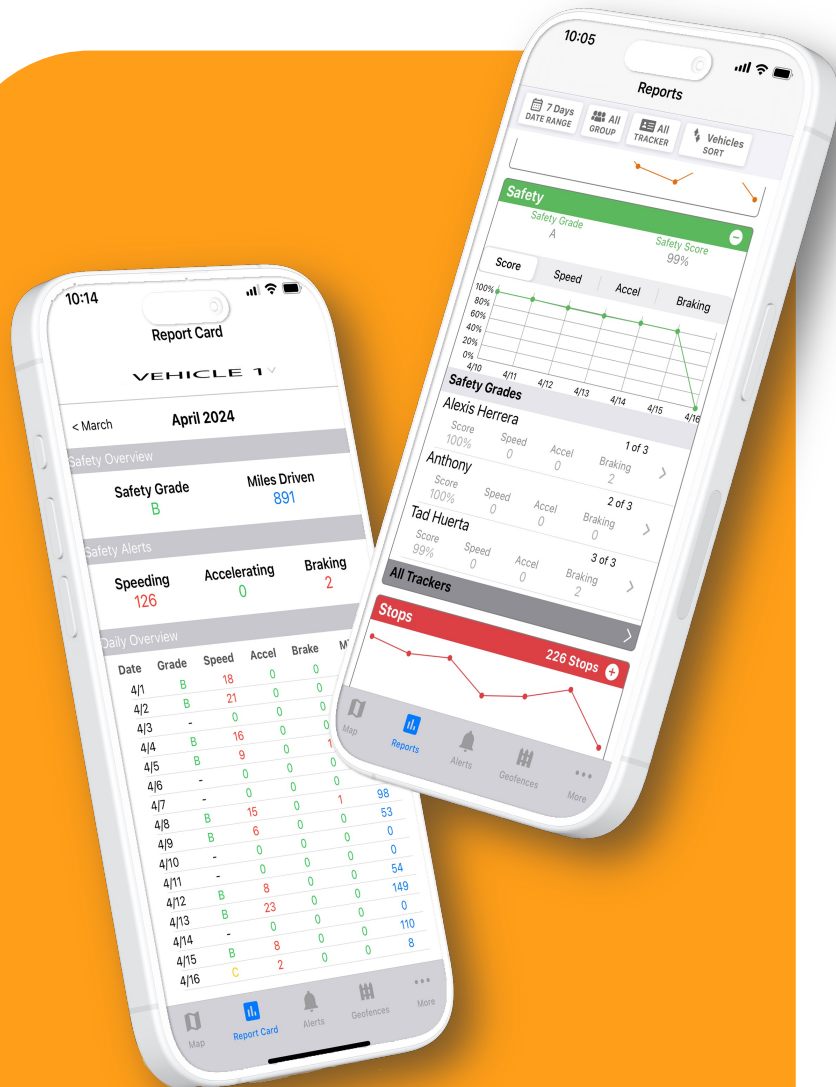 10:14
Report Card
VEHICLE 1
< March April 2024
Safety Overview
Safety Grade Miles Driven
B 891
Safety Alerts
Speeding Accelerating Braking
126 0 2
Daily Overview
Date Grade Speed Accel Brake
4/1 B 18 0 0
4/2 B 21 0 0
4/3 - 0 0 0
4/4 B 16 0 0
4/5 B 9 0 1
4/6 - 0 0 0
4/7 - 0 0 0
4/8 B 15 0 1 98
4/9 B 6 0 0 53
4/10 - 0 0 0 0
4/11 - 0 0 0 0
4/12 B 8 0 0 54
4/13 B 23 0 0 149
4/14 - 0 0 0 0
4/15 B 8 0 0 110
4/16 C 2 0 0 8
Map Report Card Alerts Geofences More
10:05
Reports
7 Days All All Vehicles
DATE RANGE GROUP TRACKER SORT
Safety
Safety Grade Safety Score
A 99%
Score Speed Accel Braking
100%
80%
60%
40%
20%
0%
4/10 4/11 4/12 4/13 4/14 4/15 4/16
Safety Grades
Alexis Herrera 1 of 3
Score Speed Accel Braking
100% 0 0 2
Anthony 2 of 3
Score Speed Accel Braking
100% 0 0 0
Tad Huerta 3 of 3
Score Speed Accel Braking
99% 0 0 2
All Trackers
Stops 226 Stops
Map Reports Alerts Geofences More